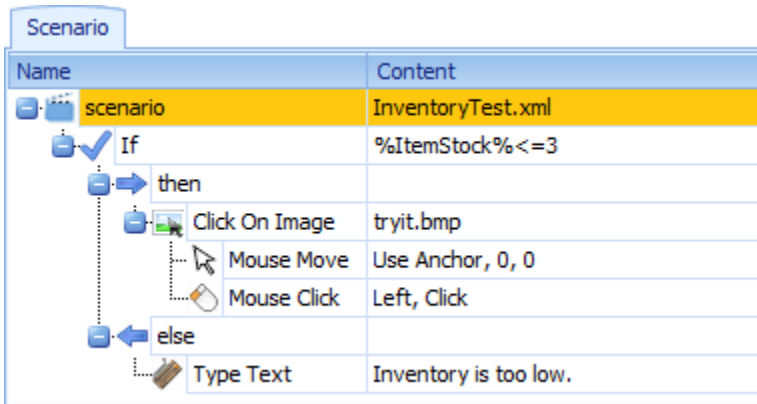 Scenario
Name Content
scenario InventoryTest.xml
If %ItemStock%<=3
then
Click On Image tryit.bmp
Mouse Move Use Anchor, 0, 0
Mouse Click Left, Click
else
Type Text Inventory is too low.